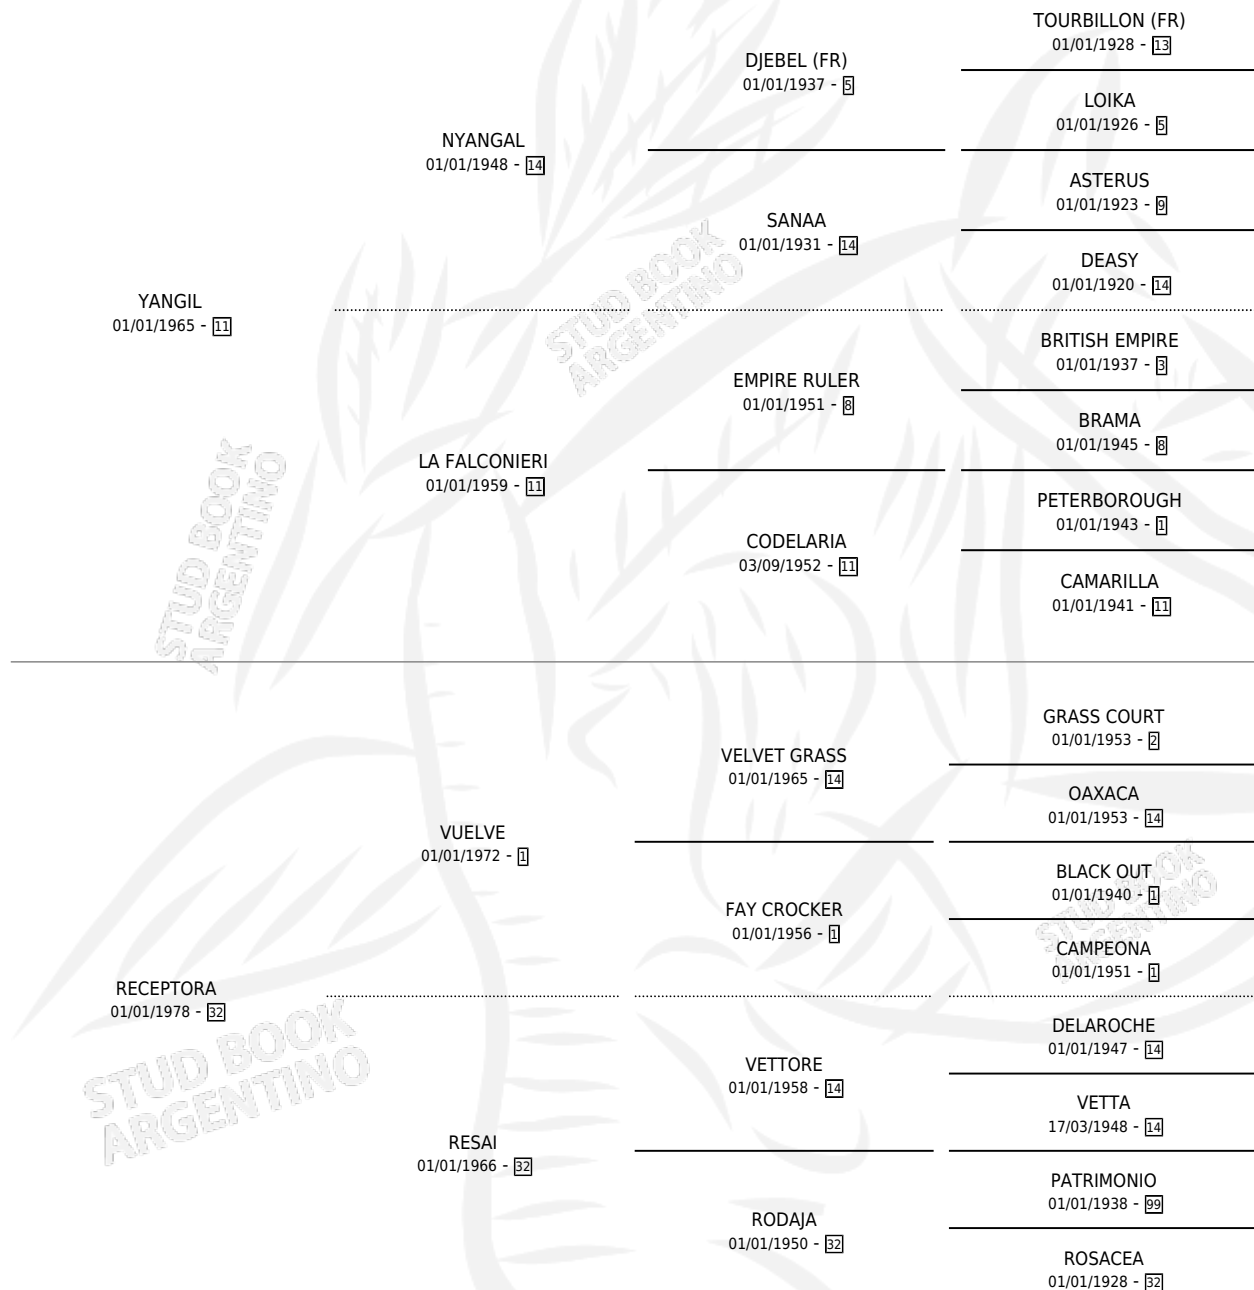 TOURBILLON (FR)
01/01/1928 - 13
DJEBEL (FR)
01/01/1937 - 5
LOIKA
01/01/1926 - 5
NYANGAL
01/01/1948 - 14
ASTERUS
01/01/1923 - 9
SANAA
01/01/1931 - 14
DEASY
01/01/1920 - 14
YANGIL
01/01/1965 - 11
BRITISH EMPIRE
01/01/1937 - 3
EMPIRE RULER
01/01/1951 - 8
BRAMA
01/01/1945 - 8
LA FALCONIERI
01/01/1959 - 11
PETERBOROUGH
01/01/1943 - 1
CODELARIA
03/09/1952 - 11
CAMARILLA
01/01/1941 - 11
GRASS COURT
01/01/1953 - 2
VELVET GRASS
01/01/1965 - 14
OAXACA
01/01/1953 - 14
VUELVE
01/01/1972 - 1
BLACK OUT
01/01/1940 - 1
FAY CROCKER
01/01/1956 - 1
CAMPEONA
01/01/1951 - 1
RECEPTORA
01/01/1978 - 32
DELAROCHE
01/01/1947 - 14
VETTORE
01/01/1958 - 14
VETTA
17/03/1948 - 14
RESAI
01/01/1966 - 32
PATRIMONIO
01/01/1938 - 99
RODAJA
01/01/1950 - 32
ROSACEA
01/01/1928 - 32
STUD BOOK
ARGENTINO
STUD BOOK
ARGENTINO
STUD BOOK
ARGENTINO
STUD BOOK
ARGENTINO